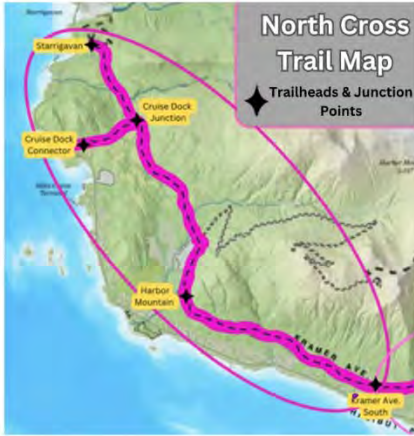 North Cross
Trail Map
Trailheads & Junction
Points
Starrigavan
Starrigavan
Cruise Dock
Junction
Cruise Dock
Connector
Harbor
Mountain
KRAMER AVE
Kramer Ave.
South